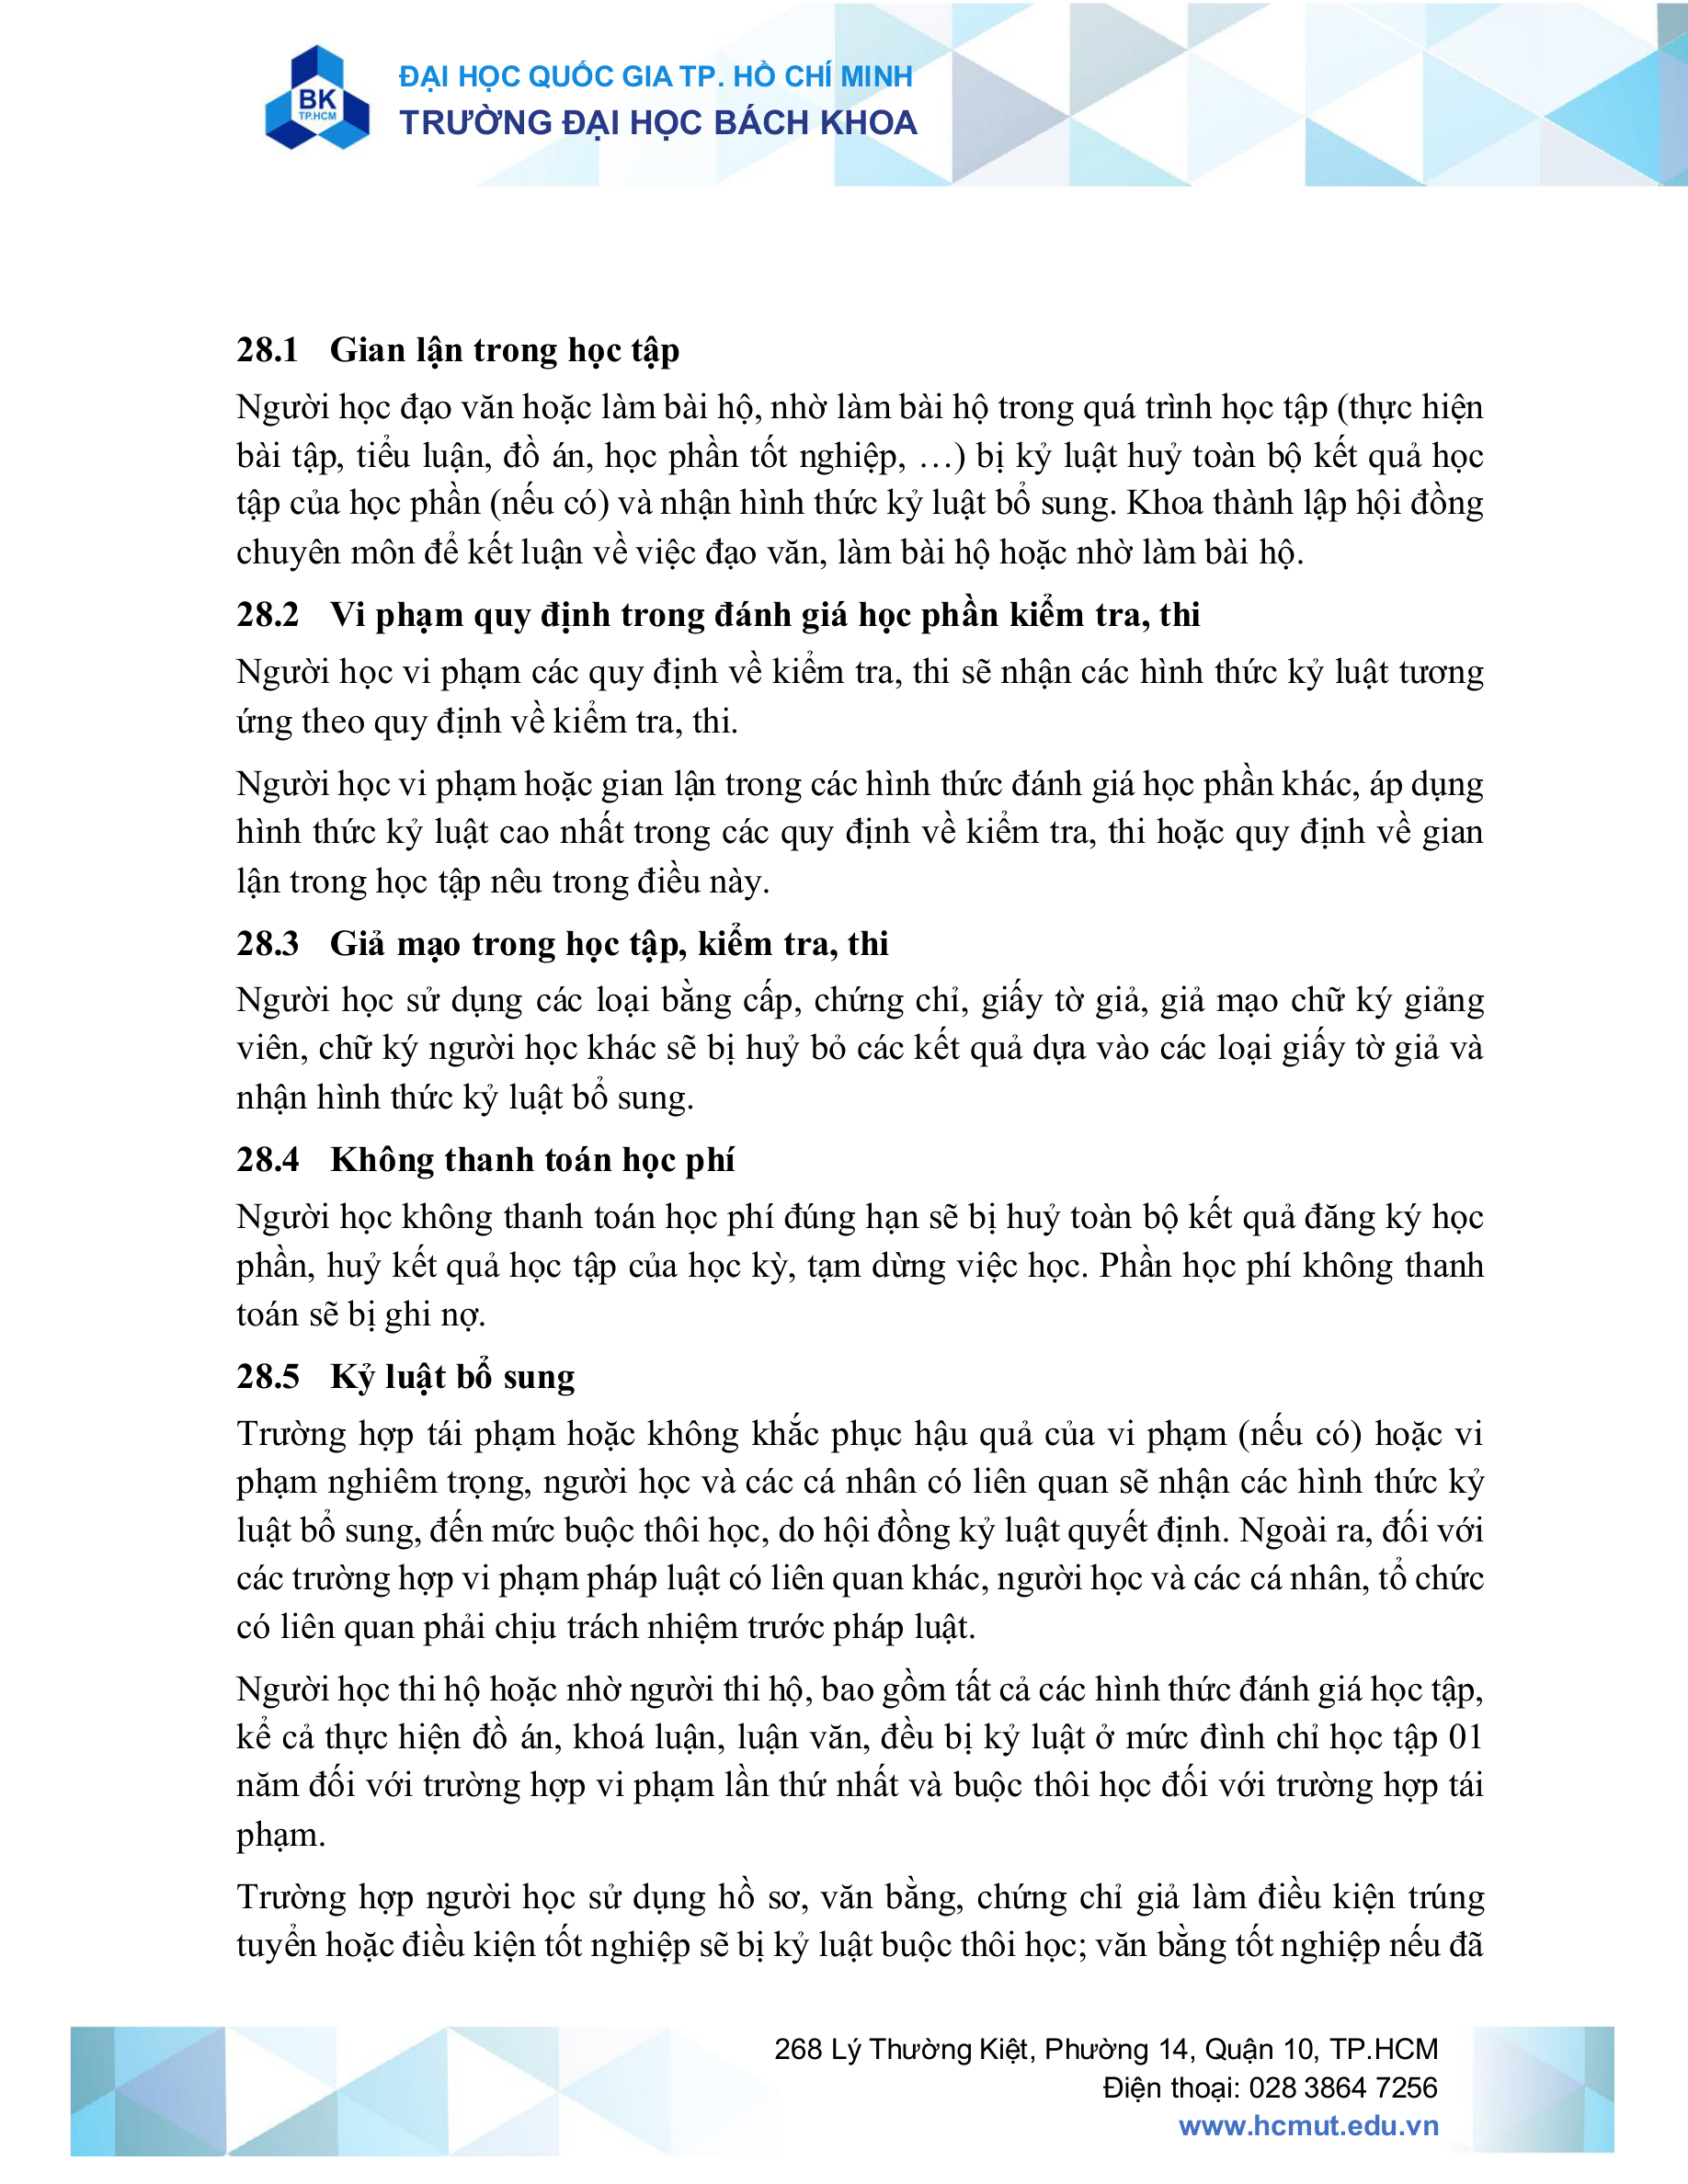 BK
TP.HCM
ĐẠI HỌC QUỐC GIA TP. HỒ CHÍ MINH
TRƯỜNG ĐẠI HỌC BÁCH KHOA
28.1 Gian lận trong học tập
Người học đạo văn hoặc làm bài hộ, nhờ làm bài hộ trong quá trình học tập (thực hiện
bài tập, tiểu luận, đồ án, học phần tốt nghiệp, …) bị kỷ luật huỷ toàn bộ kết quả học
tập của học phần (nếu có) và nhận hình thức kỷ luật bổ sung. Khoa thành lập hội đồng
chuyên môn để kết luận về việc đạo văn, làm bài hộ hoặc nhờ làm bài hộ.
28.2 Vi phạm quy định trong đánh giá học phần kiểm tra, thi
Người học vi phạm các quy định về kiểm tra, thi sẽ nhận các hình thức kỷ luật tương
ứng theo quy định về kiểm tra, thi.
Người học vi phạm hoặc gian lận trong các hình thức đánh giá học phần khác, áp dụng
hình thức kỷ luật cao nhất trong các quy định về kiểm tra, thi hoặc quy định về gian
lận trong học tập nêu trong điều này.
28.3 Giả mạo trong học tập, kiểm tra, thi
Người học sử dụng các loại bằng cấp, chứng chỉ, giấy tờ giả, giả mạo chữ ký giảng
viên, chữ ký người học khác sẽ bị huỷ bỏ các kết quả dựa vào các loại giấy tờ giả và
nhận hình thức kỷ luật bổ sung.
28.4 Không thanh toán học phí
Người học không thanh toán học phí đúng hạn sẽ bị huỷ toàn bộ kết quả đăng ký học
phần, huỷ kết quả học tập của học kỳ, tạm dừng việc học. Phần học phí không thanh
toán sẽ bị ghi nợ.
28.5 Kỷ luật bổ sung
Trường hợp tái phạm hoặc không khắc phục hậu quả của vi phạm (nếu có) hoặc vi
phạm nghiêm trọng, người học và các cá nhân có liên quan sẽ nhận các hình thức kỷ
luật bổ sung, đến mức buộc thôi học, do hội đồng kỷ luật quyết định. Ngoài ra, đối với
các trường hợp vi phạm pháp luật có liên quan khác, người học và các cá nhân, tổ chức
có liên quan phải chịu trách nhiệm trước pháp luật.
Người học thi hộ hoặc nhờ người thi hộ, bao gồm tất cả các hình thức đánh giá học tập,
kể cả thực hiện đồ án, khoá luận, luận văn, đều bị kỷ luật ở mức đình chỉ học tập 01
năm đối với trường hợp vi phạm lần thứ nhất và buộc thôi học đối với trường hợp tái
phạm.
Trường hợp người học sử dụng hồ sơ, văn bằng, chứng chỉ giả làm điều kiện trúng
tuyển hoặc điều kiện tốt nghiệp sẽ bị kỷ luật buộc thôi học; văn bằng tốt nghiệp nếu đã
268 Lý Thường Kiệt, Phường 14, Quận 10, TP.HCM
Điện thoại: 028 3864 7256
www.hcmut.edu.vn